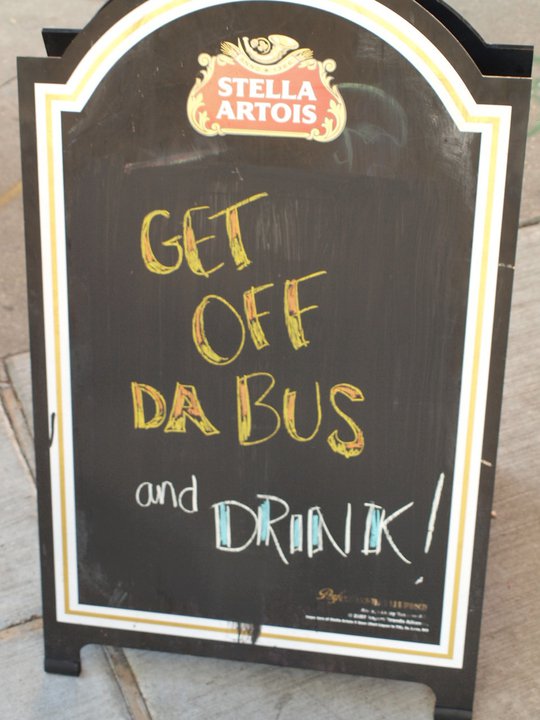 STELLA
ARTOIS
GET
OFF
DA BUS
and DRINK!